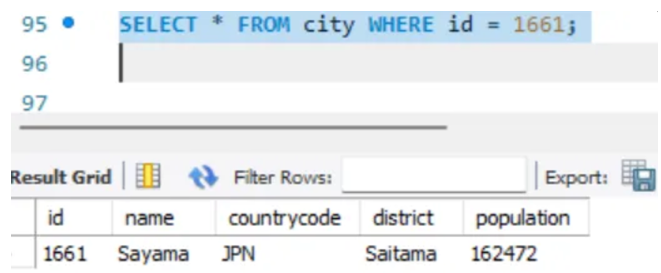 95 SELECT * FROM city WHERE id = 1661;
96
97
Result Grid Filter Rows: Export:
id name countrycode district population
1661 Sayama JPN Saitama 162472